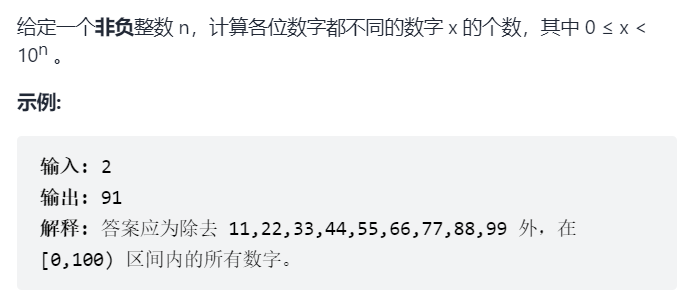 给定一个非负整数 n，计算各位数字都不同的数字 x 的个数，其中 0 ≤ x <
10ⁿ 。
示例:
输入: 2
输出: 91
解释: 答案应为除去 11,22,33,44,55,66,77,88,99 外，在
[0,100) 区间内的所有数字。